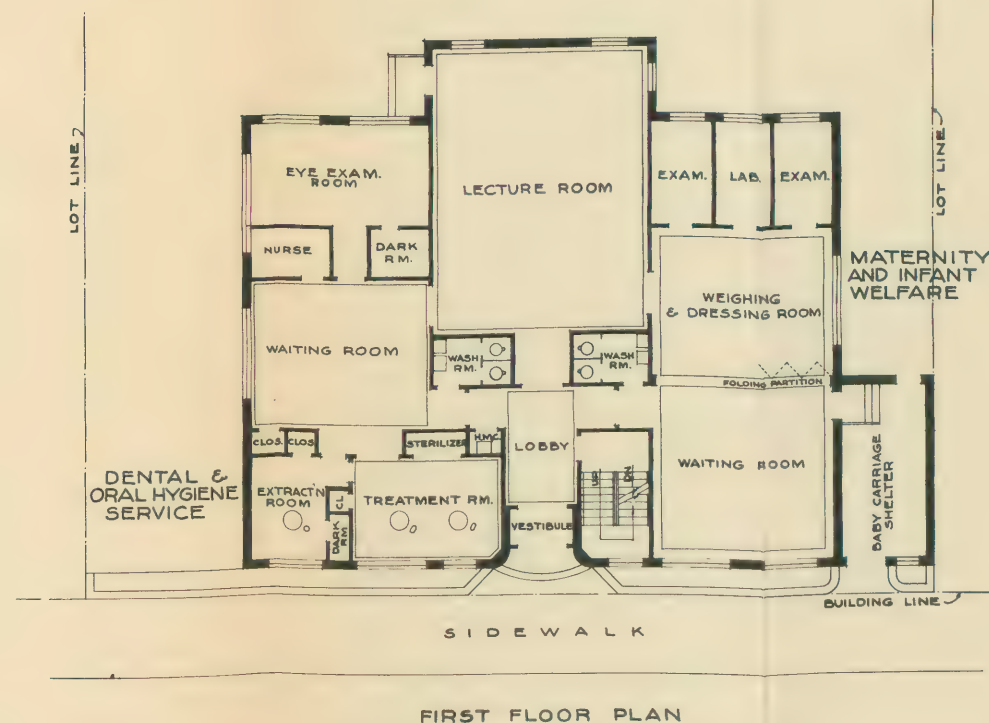 LOT LINE
LOT LINE
EYE EXAM.
ROOM
LECTURE ROOM
EXAM.
LAB.
EXAM.
NURSE
DARK
RM.
MATERNITY
AND INFANT
WELFARE
WEIGHING
& DRESSING ROOM
WAITING ROOM
WASH
RM.
WASH
RM.
FOLDING PARTITION
CLOS.
CLOS
STERILIZER
H.M.C.
LOBBY
WAITING ROOM
DENTAL &
ORAL HYGIENE
SERVICE
EXTRACT'N
ROOM
CL.
TREATMENT RM.
UP
DN
BABY CARRIAGE
SHELTER
DARK
RM
VESTIBULE
BUILDING LINE
SIDEWALK
FIRST FLOOR PLAN